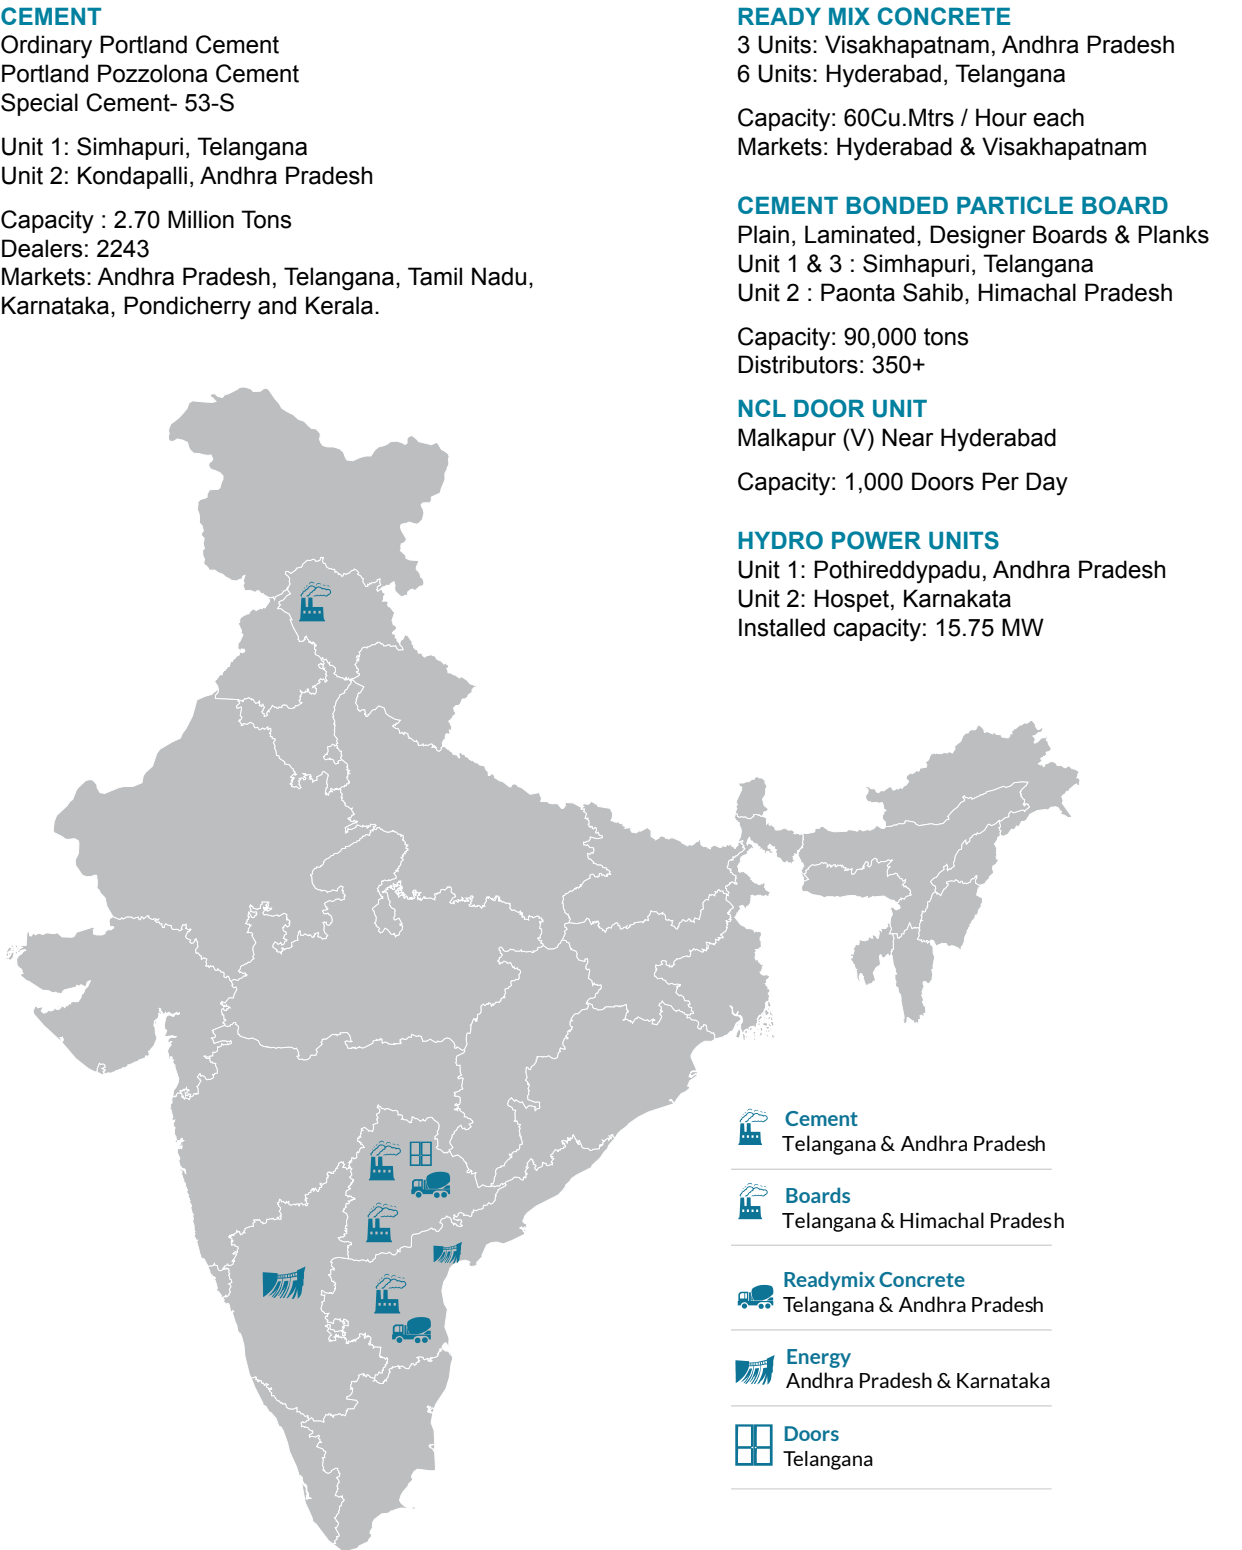 CEMENT
Ordinary Portland Cement
Portland Pozzolona Cement
Special Cement- 53-S
Unit 1: Simhapuri, Telangana
Unit 2: Kondapalli, Andhra Pradesh
Capacity : 2.70 Million Tons
Dealers: 2243
Markets: Andhra Pradesh, Telangana, Tamil Nadu,
Karnataka, Pondicherry and Kerala.
READY MIX CONCRETE
3 Units: Visakhapatnam, Andhra Pradesh
6 Units: Hyderabad, Telangana
Capacity: 60Cu.Mtrs / Hour each
Markets: Hyderabad & Visakhapatnam
CEMENT BONDED PARTICLE BOARD
Plain, Laminated, Designer Boards & Planks
Unit 1 & 3 : Simhapuri, Telangana
Unit 2 : Paonta Sahib, Himachal Pradesh
Capacity: 90,000 tons
Distributors: 350+
NCL DOOR UNIT
Malkapur (V) Near Hyderabad
Capacity: 1,000 Doors Per Day
HYDRO POWER UNITS
Unit 1: Pothireddypadu, Andhra Pradesh
Unit 2: Hospet, Karnakata
Installed capacity: 15.75 MW
Cement
Telangana & Andhra Pradesh
Boards
Telangana & Himachal Pradesh
Readymix Concrete
Telangana & Andhra Pradesh
Energy
Andhra Pradesh & Karnataka
Doors
Telangana